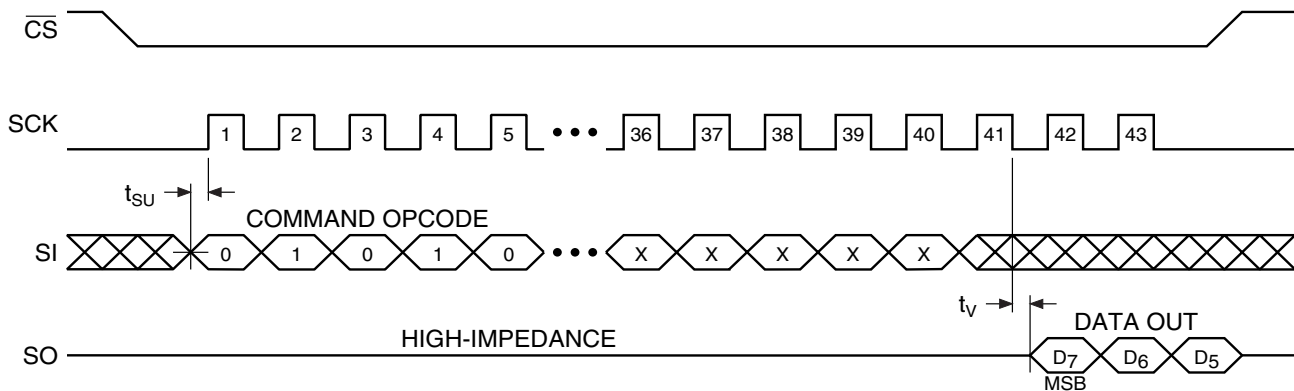 CS
SCK 1 2 3 4 5 ••• 36 37 38 39 40 41 42 43
tSU
COMMAND OPCODE
SI 0 1 0 1 0 ••• X X X X X
tV
HIGH-IMPEDANCE
DATA OUT
SO D7 D6 D5
MSB